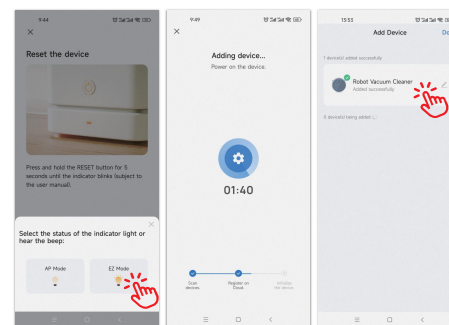 9:44
Reset the device
Press and hold the RESET button for 5
seconds until the indicator blinks (subject to
the user manual).
Select the status of the indicator light or
hear the beep:
AP Mode
EZ Mode
9:49
Adding device...
Power on the device.
01:40
Scan
devices.
Register on
Cloud
Initialize
the device.
15:55
Add Device
1 device(s) added successfully
Robot Vacuum Cleaner
Added successfully
0 device(s) being added